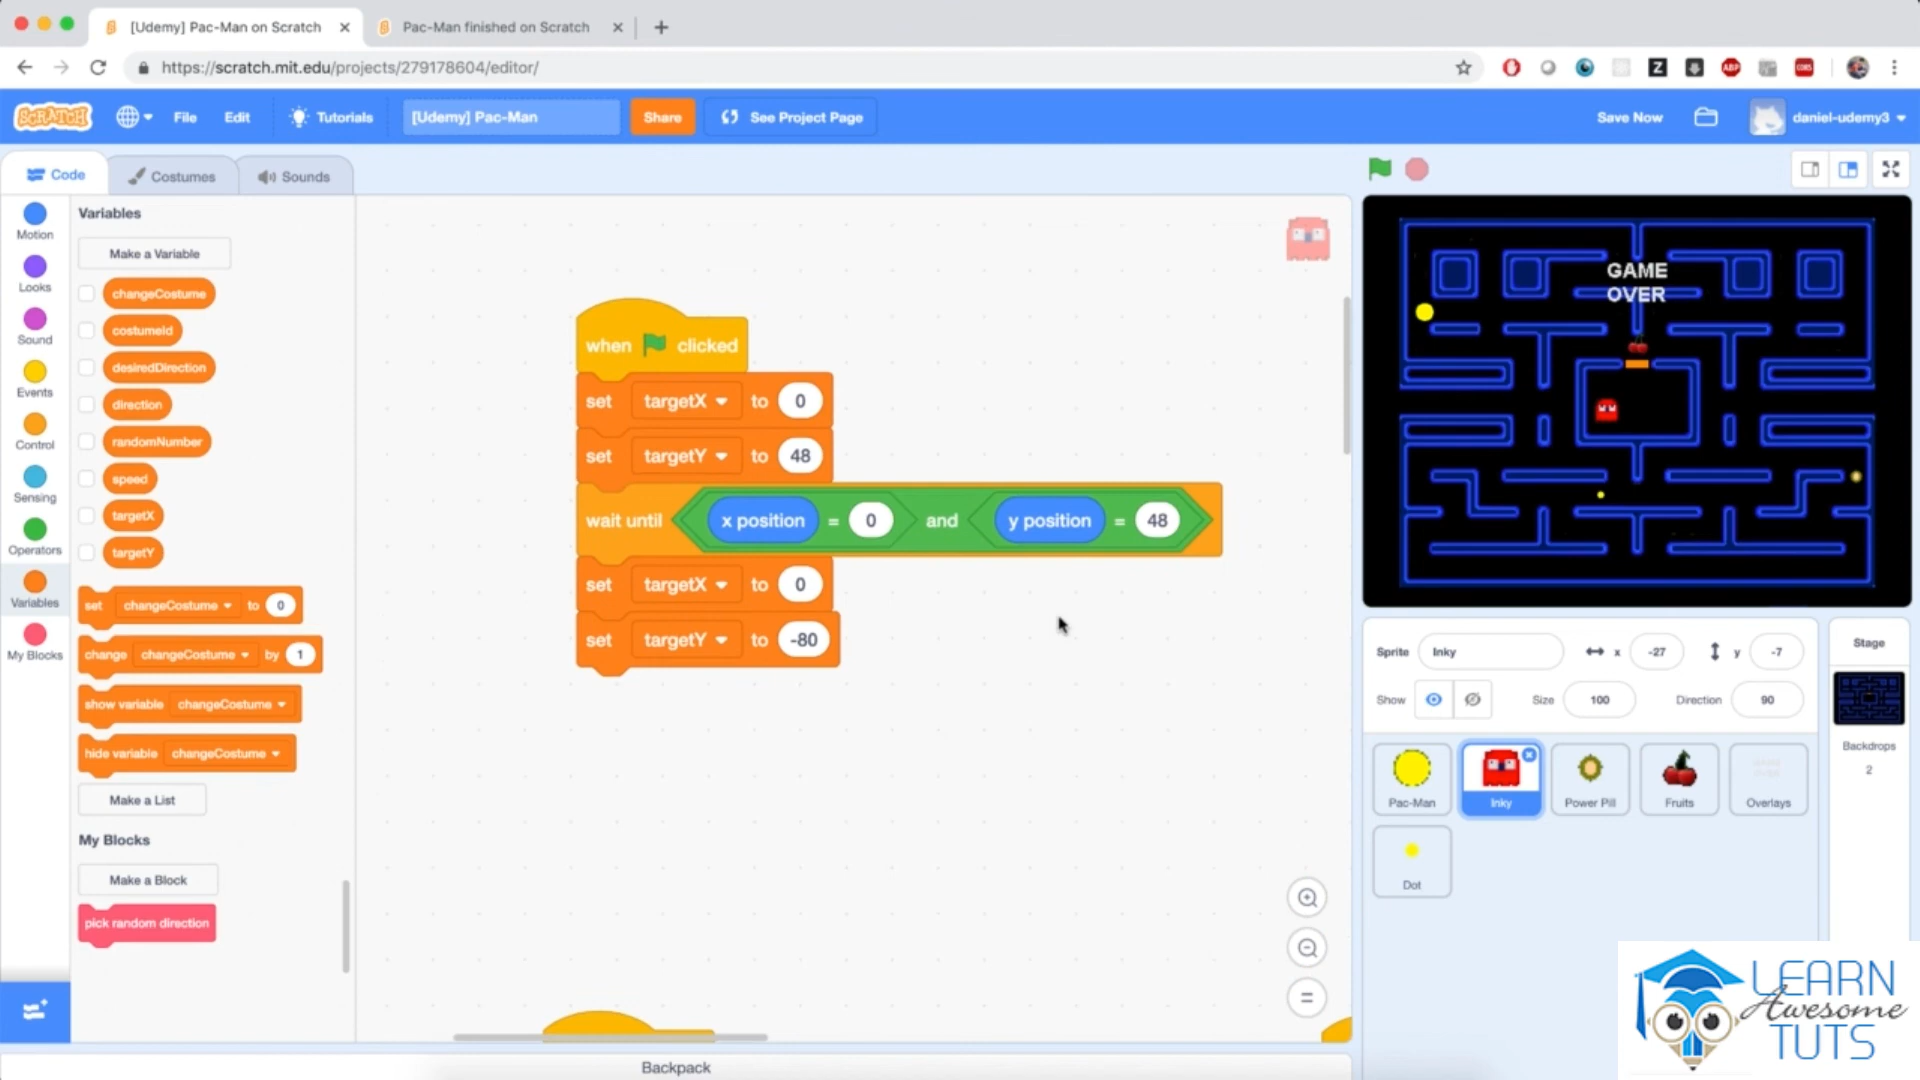 [Udemy] Pac-Man on Scratch
Pac-Man finished on Scratch
https://scratch.mit.edu/projects/279178604/editor/
Z
ABP
SCRATCH
File
Edit
Tutorials
[Udemy] Pac-Man
Share
See Project Page
Save Now
daniel-udemy3
Code
Costumes
Sounds
Motion
Looks
Sound
Events
Control
Sensing
Operators
Variables
My Blocks
Variables
Make a Variable
changeCostume
costumeId
desiredDirection
direction
randomNumber
speed
targetX
targetY
set changeCostume to 0
change changeCostume by 1
show variable changeCostume
hide variable changeCostume
Make a List
My Blocks
Make a Block
pick random direction
when clicked
set targetX to 0
set targetY to 48
wait until x position = 0 and y position = 48
set targetX to 0
set targetY to -80
Backpack
GAME
OVER
Sprite Inky x -27 y -7
Show Size 100 Direction 90
Pac-Man
Inky
Power Pill
Fruits
Overlays
Dot
Stage
Backdrops
2
LEARN
Awesome
TUTS